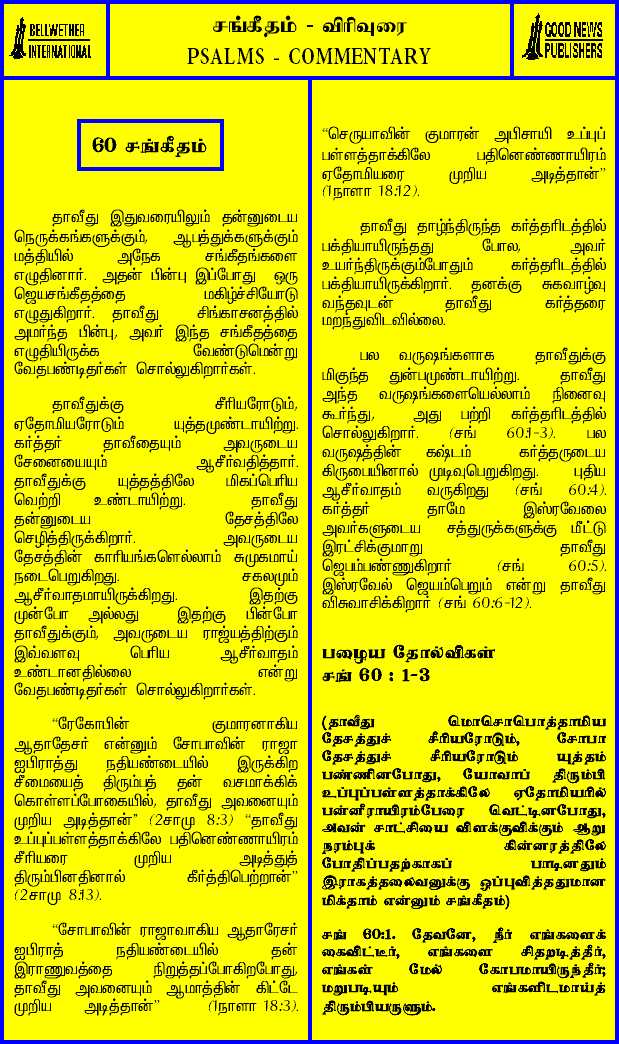 BELLWETHER
INTERNATIONAL
சங்கீதம் - விரிவுரை
PSALMS - COMMENTARY
GOOD NEWS
PUBLISHERS
60 சங்கீதம்
தாவீது இதுவரையிலும் தன்னுடைய
நெருக்கங்களுக்கும், ஆபத்துக்களுக்கும்
மத்தியில் அநேக சங்கீதங்களை
எழுதினார். அதன் பின்பு இப்போது ஒரு
ஜெயசங்கீதத்தை மகிழ்ச்சியோடு
எழுதுகிறார். தாவீது சிங்காசனத்தில்
அமர்ந்த பின்பு, அவர் இந்த சங்கீதத்தை
எழுதியிருக்க வேண்டுமென்று
வேதபண்டிதர்கள் சொல்லுகிறார்கள்.
தாவீதுக்கு சீரியரோடும்,
ஏதோமியரோடும் யுத்தமுண்டாயிற்று.
கர்த்தர் தாவீதையும் அவருடைய
சேனையையும் ஆசீர்வதித்தார்.
தாவீதுக்கு யுத்தத்திலே மிகப்பெரிய
வெற்றி உண்டாயிற்று. தாவீது
தன்னுடைய தேசத்திலே
செழித்திருக்கிறார். அவருடைய
தேசத்தின் காரியங்களெல்லாம் சுமுகமாய்
நடைபெறுகிறது. சகலமும்
ஆசீர்வாதமாயிருக்கிறது. இதற்கு
முன்போ அல்லது இதற்கு பின்போ
தாவீதுக்கும், அவருடைய ராஜ்யத்திற்கும்
இவ்வளவு பெரிய ஆசீர்வாதம்
உண்டானதில்லை என்று
வேதபண்டிதர்கள் சொல்லுகிறார்கள்.
“ரேகோபின் குமாரனாகிய
ஆதாதேசர் என்னும் சோபாவின் ராஜா
ஐபிராத்து நதியண்டையில் இருக்கிற
சீமையைத் திரும்பத் தன் வசமாக்கிக்
கொள்ளப்போகையில், தாவீது அவனையும்
முறிய அடித்தான்” (2சாமு 8:3) “தாவீது
உப்புப்பள்ளத்தாக்கிலே பதினெண்ணாயிரம்
சீரியரை முறிய அடித்துத்
திரும்பினதினால் கீர்த்திபெற்றான்”
(2சாமு 8:13).
“சோபாவின் ராஜாவாகிய ஆதாரேசர்
ஐபிராத் நதியண்டையில் தன்
இராணுவத்தை நிறுத்தப்போகிறபோது,
தாவீது அவனையும் ஆமாத்தின் கிட்டே
முறிய அடித்தான்” (1நாளா 18:3).
“செருயாவின் குமாரன் அபிசாயி உப்புப்
பள்ளத்தாக்கிலே பதினெண்ணாயிரம்
ஏதோமியரை முறிய அடித்தான்”
(1நாளா 18:12).
தாவீது தாழ்ந்திருந்த கர்த்தரிடத்தில்
பக்தியாயிருந்தது போல, அவர்
உயர்ந்திருக்கும்போதும் கர்த்தரிடத்தில்
பக்தியாயிருக்கிறார். தனக்கு சுகவாழ்வு
வந்தவுடன் தாவீது கர்த்தரை
மறந்துவிடவில்லை.
பல வருஷங்களாக தாவீதுக்கு
மிகுந்த துன்பமுண்டாயிற்று. தாவீது
அந்த வருஷங்களையெல்லாம் நினைவு
கூர்ந்து, அது பற்றி கர்த்தரிடத்தில்
சொல்லுகிறார். (சங் 60:1-3). பல
வருஷத்தின் கஷ்டம் கர்த்தருடைய
கிருபையினால் முடிவுபெறுகிறது. புதிய
ஆசீர்வாதம் வருகிறது (சங் 60:4).
கர்த்தர் தாமே இஸ்ரவேலை
அவர்களுடைய சத்துருக்களுக்கு மீட்டு
இரட்சிக்குமாறு தாவீது
ஜெபம்பண்ணுகிறார் (சங் 60:5).
இஸ்ரவேல் ஜெயம்பெறும் என்று தாவீது
விசுவாசிக்கிறார் (சங் 60:6-12).
பழைய தோல்விகள்
சங் 60 : 1-3
(தாவீது மொசொபொத்தாமிய
தேசத்துச் சீரியரோடும், சோபா
தேசத்துச் சீரியரோடும் யுத்தம்
பண்ணினபோது, யோவாப் திரும்பி
உப்புப்பள்ளத்தாக்கிலே ஏதோமியரில்
பன்னீராயிரம்பேரை வெட்டினபோது,
அவன் சாட்சியை விளக்குவிக்கும் ஆறு
நரம்புக் கின்னரத்திலே
போதிப்பதற்காகப் பாடினதும்
இராகத்தலைவனுக்கு ஒப்புவித்ததுமான
மிக்தாம் என்னும் சங்கீதம்)
சங் 60:1. தேவனே, நீர் எங்களைக்
கைவிட்டீர், எங்களை சிதறடித்தீர்,
எங்கள் மேல் கோபமாயிருந்தீர்;
மறுபடியும் எங்களிடமாய்த்
திரும்பியருளும்.